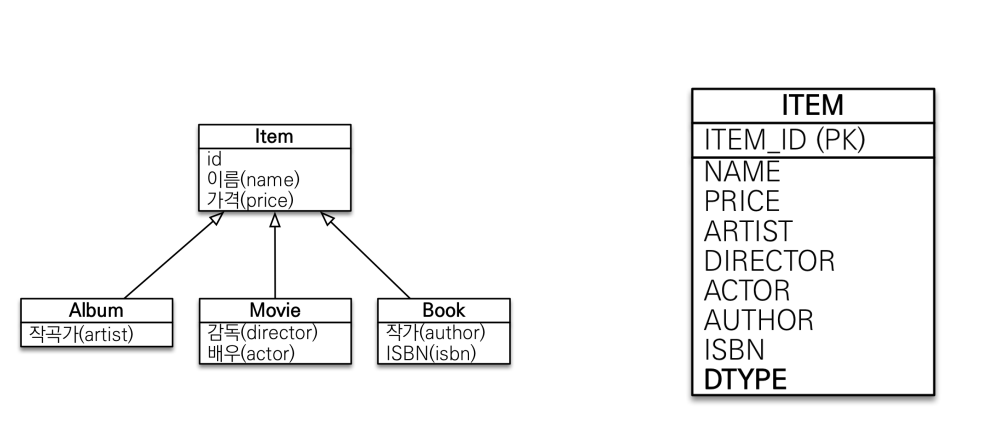 Item
id
이름(name)
가격(price)
Album
작곡가(artist)
Movie
감독(director)
배우(actor)
Book
작가(author)
ISBN(isbn)
ITEM
ITEM_ID (PK)
NAME
PRICE
ARTIST
DIRECTOR
ACTOR
AUTHOR
ISBN
DTYPE